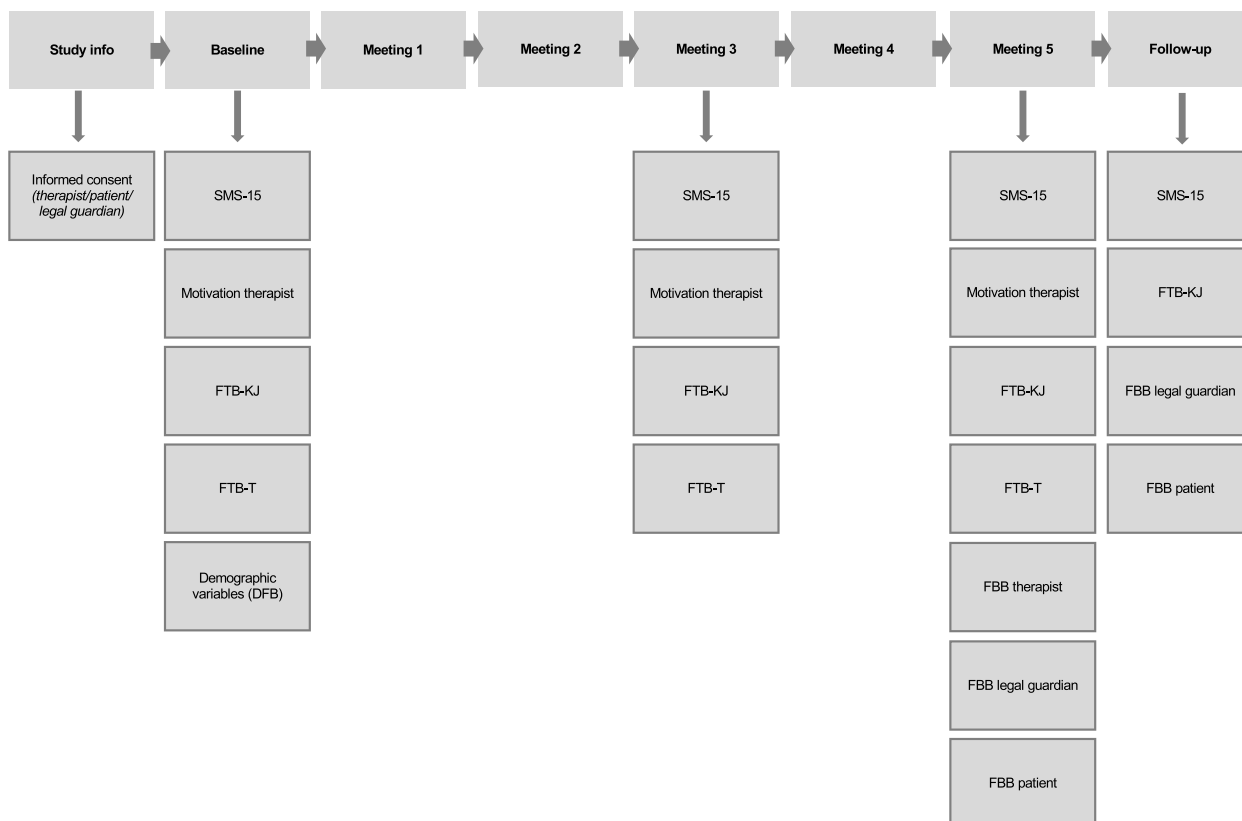 Study info
Baseline
Meeting 1
Meeting 2
Meeting 3
Meeting 4
Meeting 5
Follow-up
Informed consent
(therapist/patient/
legal guardian)
SMS-15
Motivation therapist
FTB-KJ
FTB-T
Demographic
variables (DFB)
SMS-15
Motivation therapist
FTB-KJ
FTB-T
SMS-15
Motivation therapist
FTB-KJ
FTB-T
FBB therapist
FBB legal guardian
FBB patient
SMS-15
FTB-KJ
FBB legal guardian
FBB patient